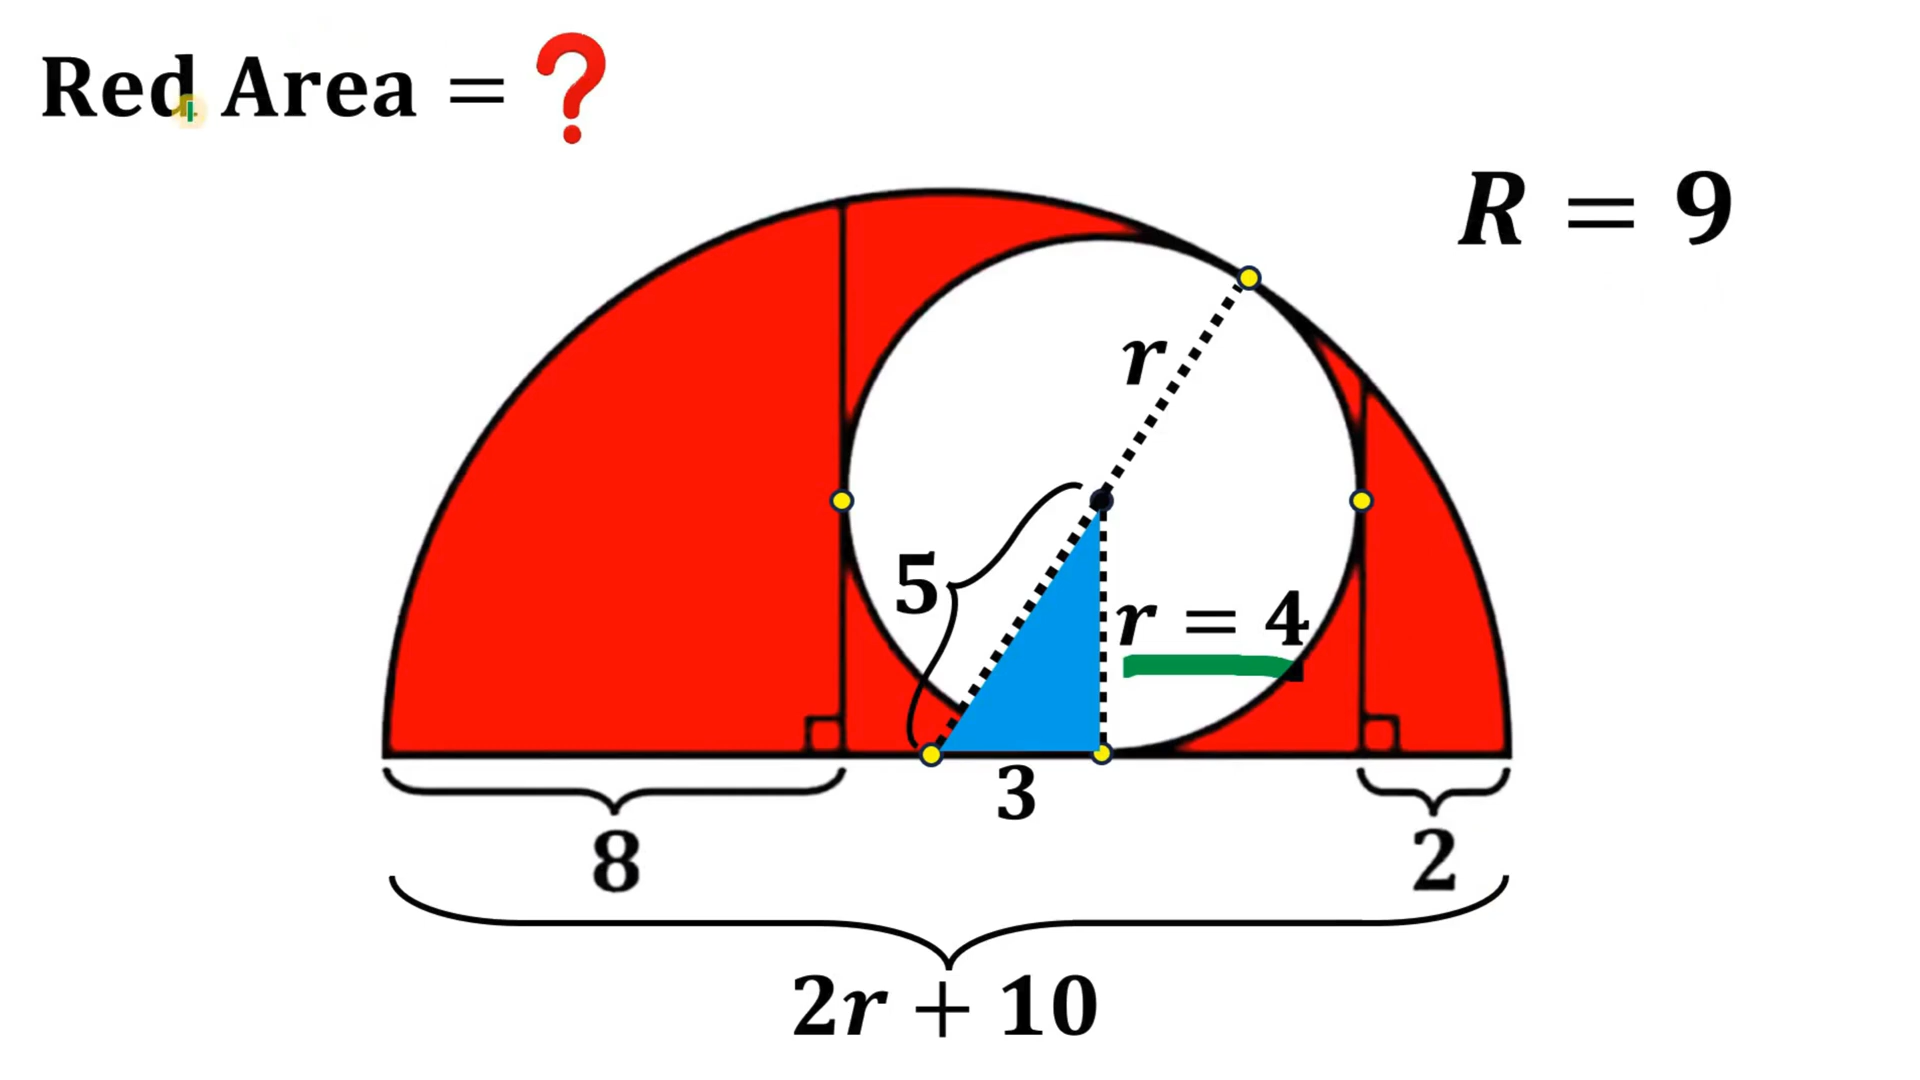 Red Area = ❓
R = 9
r
5
r = 4
3
8
2
2r + 10